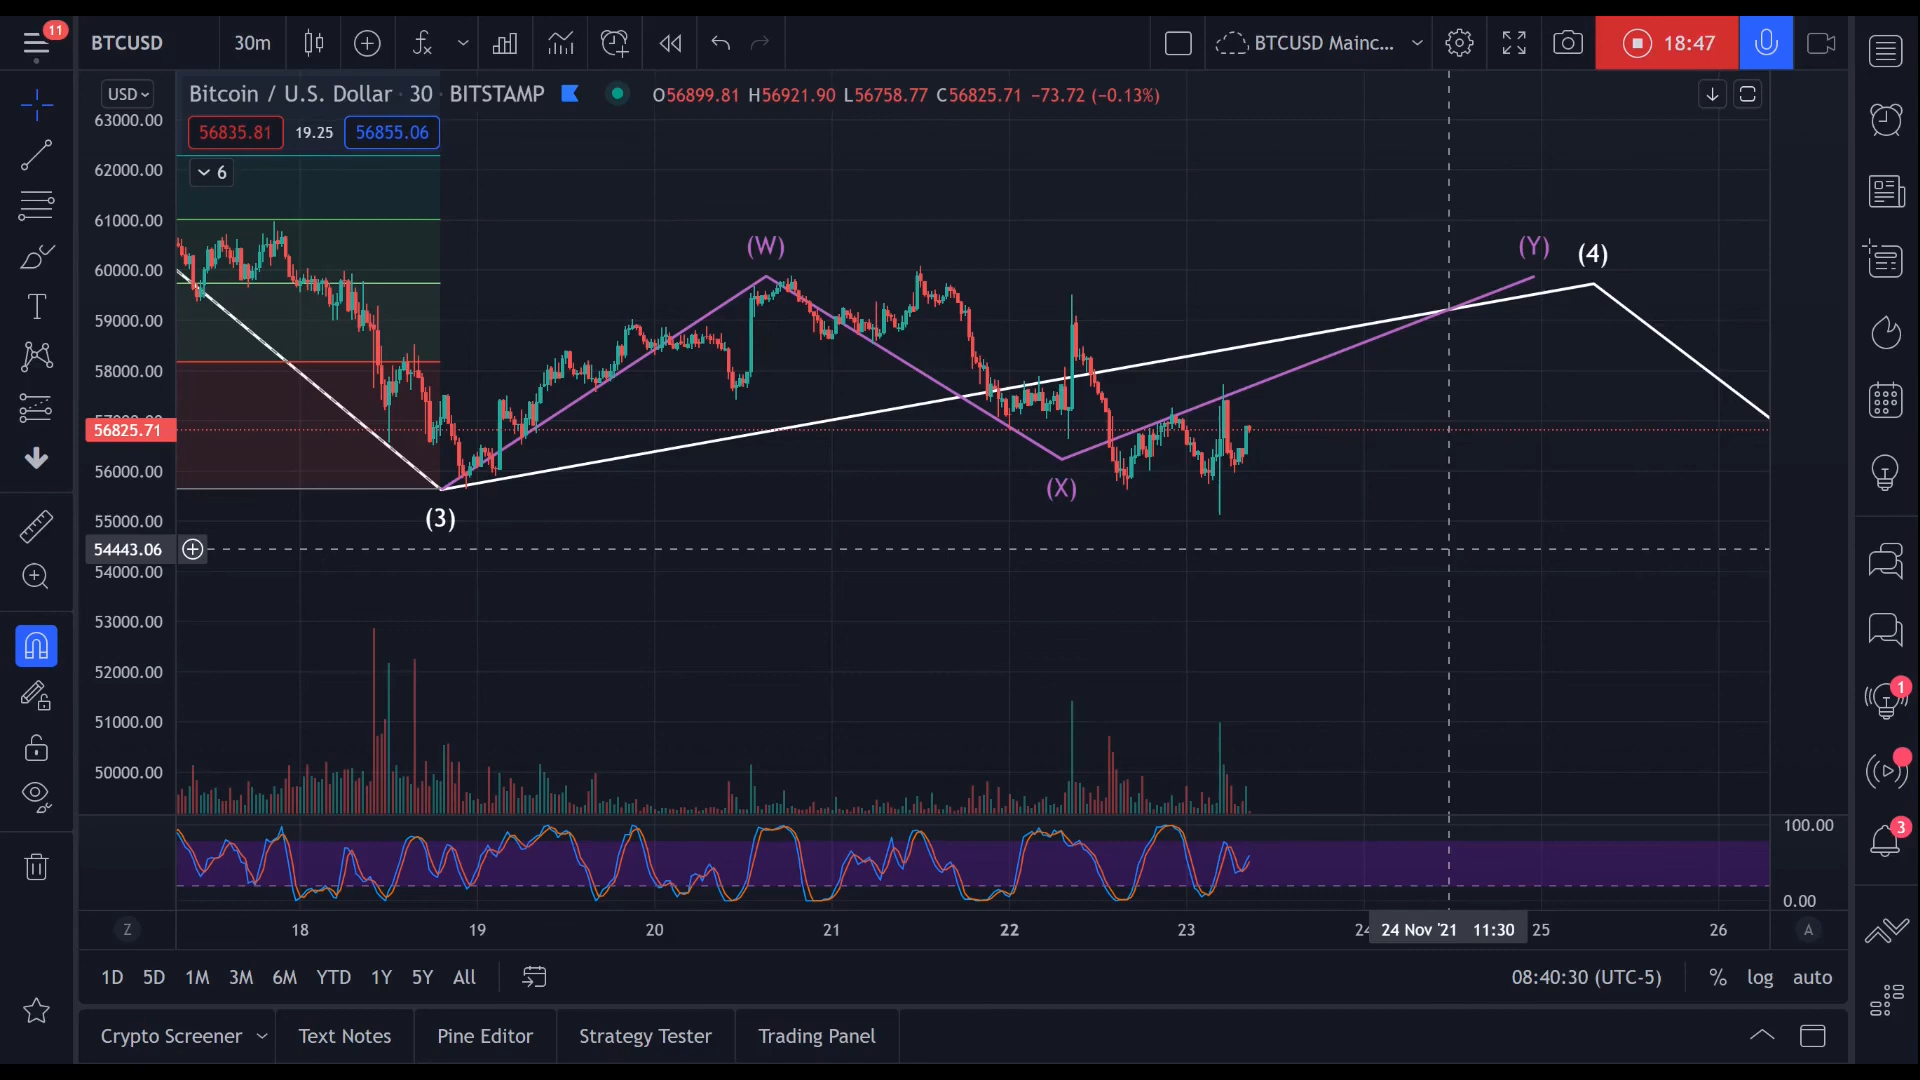 11
BTCUSD
30m
BTCUSD Mainc...
18:47
USD
Bitcoin / U.S. Dollar · 30 · BITSTAMP
O56899.81 H56921.90 L56758.77 C56825.71 −73.72 (−0.13%)
56835.81 19.25 56855.06
6
63000.00
62000.00
61000.00
60000.00
59000.00
58000.00
57000.00
56825.71
56000.00
55000.00
54443.06
54000.00
53000.00
52000.00
51000.00
50000.00
(W)
(Y)
(4)
(X)
(3)
1
3
100.00
0.00
Z
18 19 20 21 22 23 24 Nov '21 11:30 25 26
A
1D 5D 1M 3M 6M YTD 1Y 5Y All
08:40:30 (UTC-5) % log auto
Crypto Screener Text Notes Pine Editor Strategy Tester Trading Panel